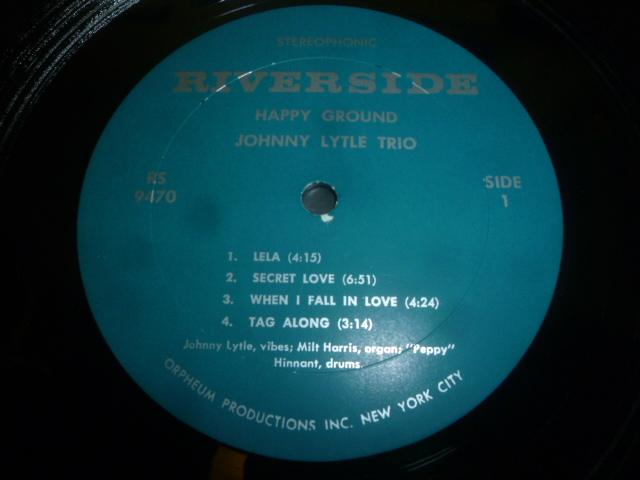 STEREOPHONIC
RIVERSIDE
HAPPY GROUND
JOHNNY LYTLE TRIO
RS
9470
SIDE
1
1. LELA (4:15)
2. SECRET LOVE (6:51)
3. WHEN I FALL IN LOVE (4:24)
4. TAG ALONG (3:14)
Johnny Lytle, vibes; Milt Harris, organ; "Peppy"
Hinnant, drums.
ORPHEUM PRODUCTIONS INC. NEW YORK CITY